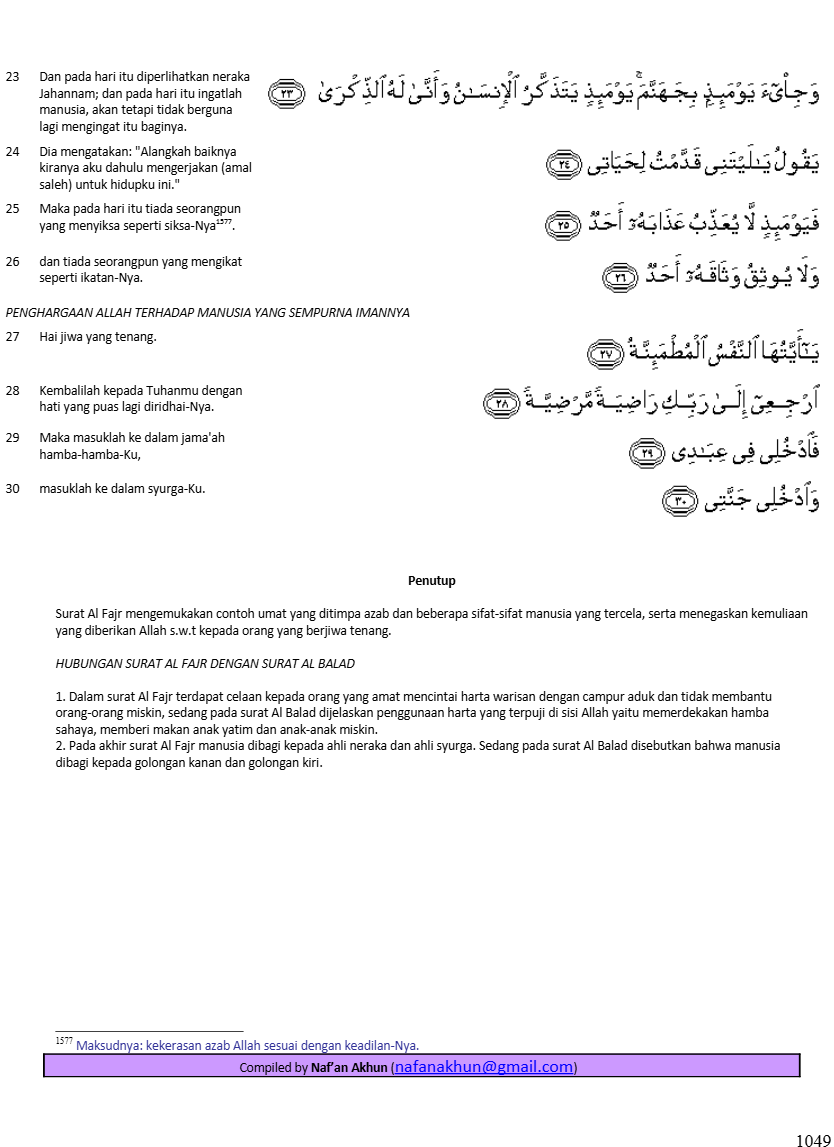 23 Dan pada hari itu diperlihatkan neraka
Jahannam; dan pada hari itu ingatlah
manusia, akan tetapi tidak berguna
lagi mengingat itu baginya.
وَجِا۟ىٓءَ يَوْمَئِذٍۭ بِجَهَنَّمَ ۚ يَوْمَئِذٍ يَتَذَكَّرُ ٱلْإِنسَـٰنُ وَأَنَّىٰ لَهُ ٱلذِّكْرَىٰ ٢٣
24 Dia mengatakan: "Alangkah baiknya
kiranya aku dahulu mengerjakan (amal
saleh) untuk hidupku ini."
يَقُولُ يَـٰلَيْتَنِى قَدَّمْتُ لِحَيَاتِى ٢٤
25 Maka pada hari itu tiada seorangpun
yang menyiksa seperti siksa-Nya¹⁵⁷⁷.
فَيَوْمَئِذٍ لَّا يُعَذِّبُ عَذَابَهُۥٓ أَحَدٌ ٢٥
26 dan tiada seorangpun yang mengikat
seperti ikatan-Nya.
وَلَا يُوثِقُ وَثَاقَهُۥٓ أَحَدٌ ٢٦
PENGHARGAAN ALLAH TERHADAP MANUSIA YANG SEMPURNA IMANNYA
27 Hai jiwa yang tenang.
يَـٰٓأَيَّتُهَا ٱلنَّفْسُ ٱلْمُطْمَئِنَّةُ ٢٧
28 Kembalilah kepada Tuhanmu dengan
hati yang puas lagi diridhai-Nya.
ٱرْجِعِىٓ إِلَىٰ رَبِّكِ رَاضِيَةً مَّرْضِيَّةً ٢٨
29 Maka masuklah ke dalam jama'ah
hamba-hamba-Ku,
فَٱدْخُلِى فِى عِبَـٰدِى ٢٩
30 masuklah ke dalam syurga-Ku.
وَٱدْخُلِى جَنَّتِى ٣٠
Penutup
Surat Al Fajr mengemukakan contoh umat yang ditimpa azab dan beberapa sifat-sifat manusia yang tercela, serta menegaskan kemuliaan
yang diberikan Allah s.w.t kepada orang yang berjiwa tenang.
HUBUNGAN SURAT AL FAJR DENGAN SURAT AL BALAD
1. Dalam surat Al Fajr terdapat celaan kepada orang yang amat mencintai harta warisan dengan campur aduk dan tidak membantu
orang-orang miskin, sedang pada surat Al Balad dijelaskan penggunaan harta yang terpuji di sisi Allah yaitu memerdekakan hamba
sahaya, memberi makan anak yatim dan anak-anak miskin.
2. Pada akhir surat Al Fajr manusia dibagi kepada ahli neraka dan ahli syurga. Sedang pada surat Al Balad disebutkan bahwa manusia
dibagi kepada golongan kanan dan golongan kiri.
¹⁵⁷⁷ Maksudnya: kekerasan azab Allah sesuai dengan keadilan-Nya.
Compiled by Naf'an Akhun (nafanakhun@gmail.com)
1049